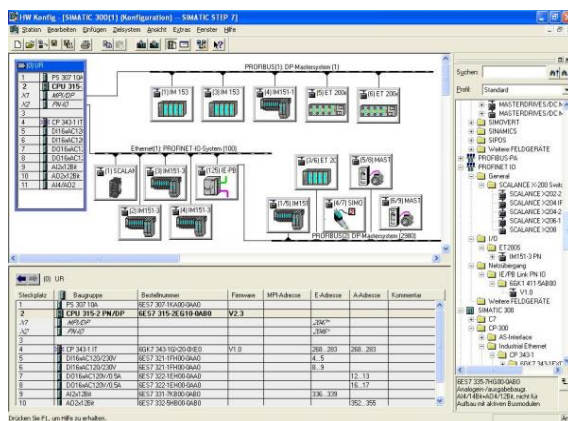 HW Konfig - [SIMATIC 300(1) (Konfiguration) -- SIMATIC STEP 7]
Station Bearbeiten Einfügen Zielsystem Ansicht Extras Fenster Hilfe
(0) UR
1 PS 307 10A
2 CPU 315-
X1 MPI/DP
X2 PN-IO
3
4 CP 343-1 IT
5 DI16xAC120
6 DI16xAC12
7 DO16xAC12
8 DO16xAC1
9 AI2x12Bit
10 AO2x12Bit
11 AI4/AO2
PROFIBUS(1): DP-Mastersystem (1)
(1) IM 153
(3) IM 153
(4) IM151-1
(5) ET 200
(6) ET 200
Ethernet(1): PROFINET-IO-System (100)
(1) SCALAN
(3) IM151-3
(125) IE-PB
(2) IM151-3
(4) IM151-3
(3/6) ET 20
(5/8) MAST
(1/5) IM151
(4/7) SIMO
(6/9) MAST
PROFIBUS(2): DP-Mastersystem (2980)
Suchen:
Profil: Standard
MASTERDRIVES/DC M
MASTERDRIVES/DC M
SIMOVERT
SINAMICS
SIPOS
Weitere FELDGERÄTE
PROFIBUS-PA
PROFINET IO
General
SCALANCE X-200 Switc
SCALANCE X202-2
SCALANCE X204 IF
SCALANCE X204-2
SCALANCE X206-1
SCALANCE X208
I/O
ET200S
IM151-3 PN
Netzübergang
IE/PB Link PN IO
6GK1 411-5AB00
V1.0
Weitere FELDGERÄTE
SIMATIC 300
C7
CP-300
AS-Interface
Industrial Ethernet
CP 343-1
(0) UR
Steckplatz Baugruppe Bestellnummer Firmware MPI-Adresse E-Adresse A-Adresse Kommentar
1 PS 307 10A 6ES7 307-1KA00-0AA0
2 CPU 315-2 PN/DP 6ES7 315-2EG10-0AB0 V2.3
X1 MPI/DP 2047*
X2 PN-IO 2046*
3
4 CP 343-1 IT 6GK7 343-1GX20-0XE0 V1.0 268...283 268...283
5 DI16xAC120/230V 6ES7 321-1FH00-0AA0 4...5
6 DI16xAC120/230V 6ES7 321-1FH00-0AA0 8...9
7 DO16xAC120V/0.5A 6ES7 322-1EH00-0AA0 12...13
8 DO16xAC120V/0.5A 6ES7 322-1EH00-0AA0 16...17
9 AI2x12Bit 6ES7 331-7KB00-0AB0 336...339
10 AO2x12Bit 6ES7 332-5HB00-0AB0 352...355
6ES7 335-7HG00-0AB0
Analogein-/ausgabebaugr.
AI4/14Bit+AO4/12Bit, nicht für
Aufbau mit aktiven Busmodulen
Drücken Sie F1, um Hilfe zu erhalten.